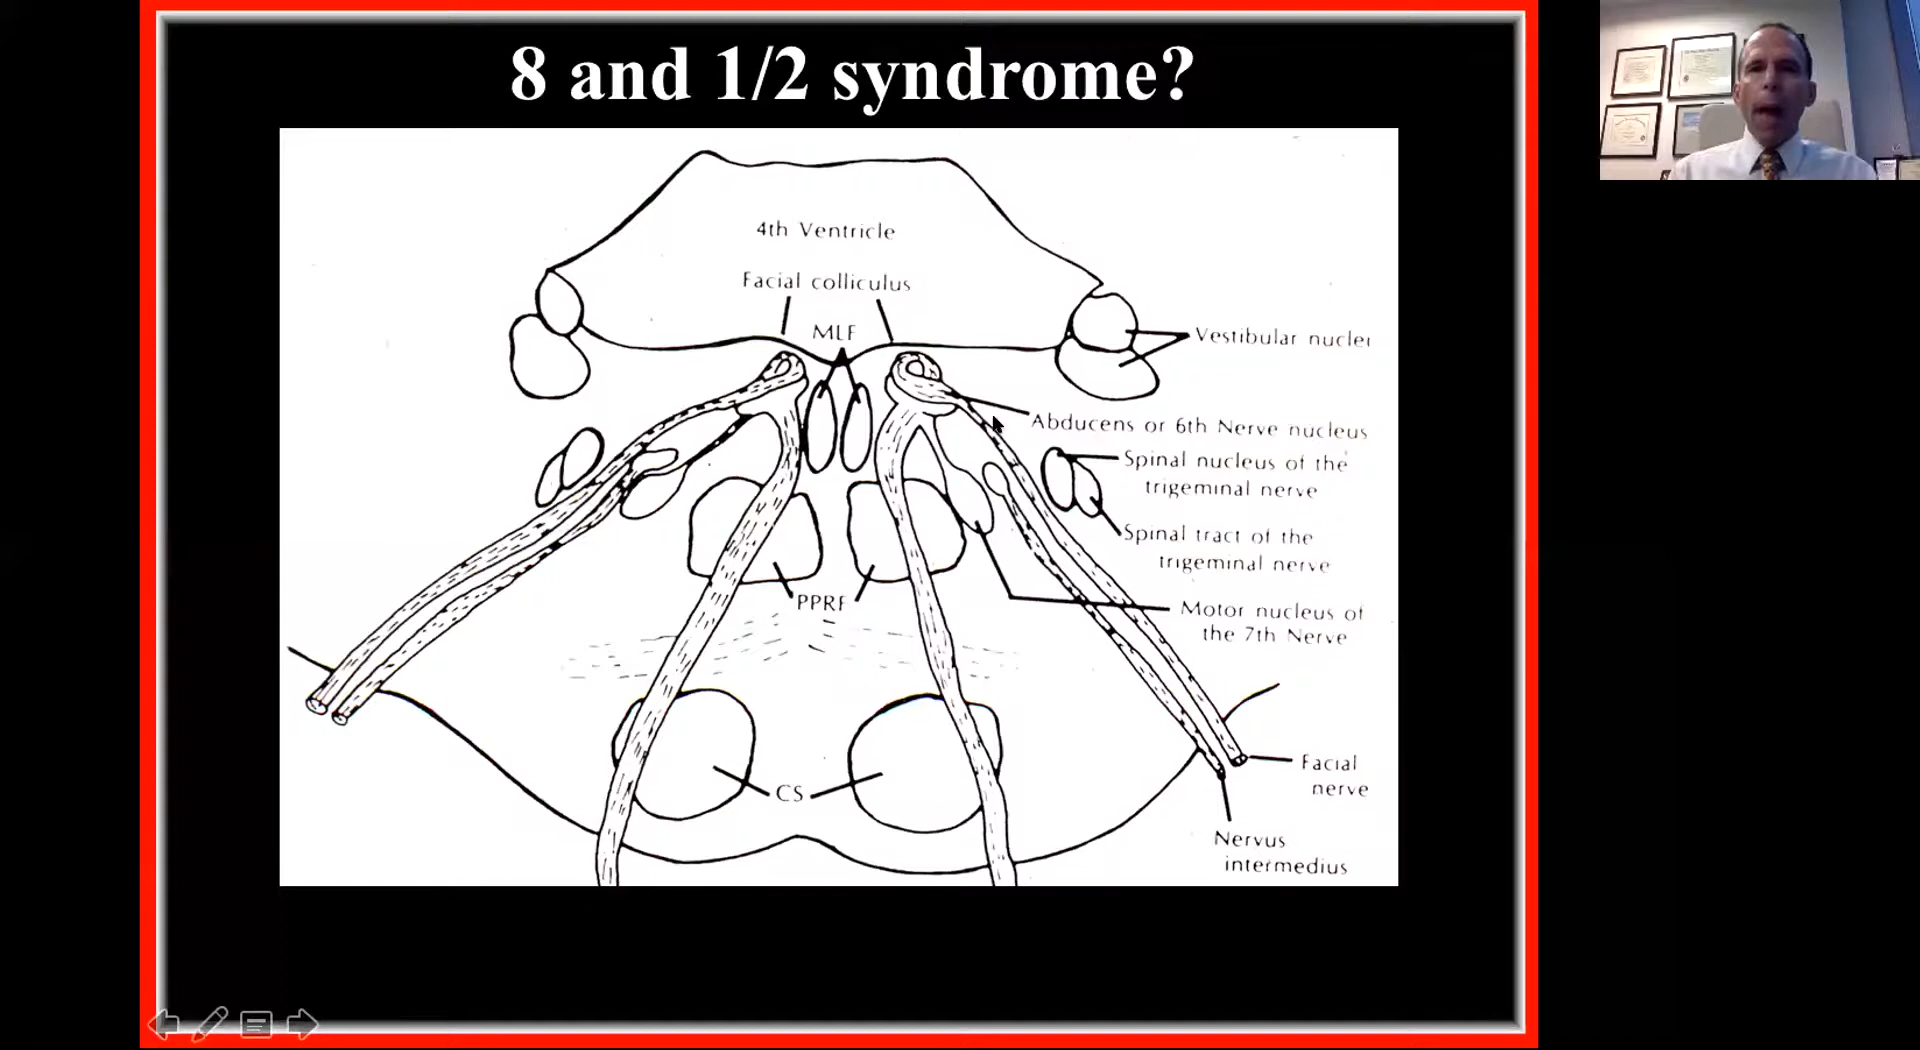 8 and 1/2 syndrome?
4th Ventricle
Facial colliculus
MLF
Vestibular nuclei
Abducens or 6th Nerve nucleus
Spinal nucleus of the
trigeminal nerve
Spinal tract of the
trigeminal nerve
PPRF
Motor nucleus of
the 7th Nerve
Facial
nerve
CS
Nervus
intermedius